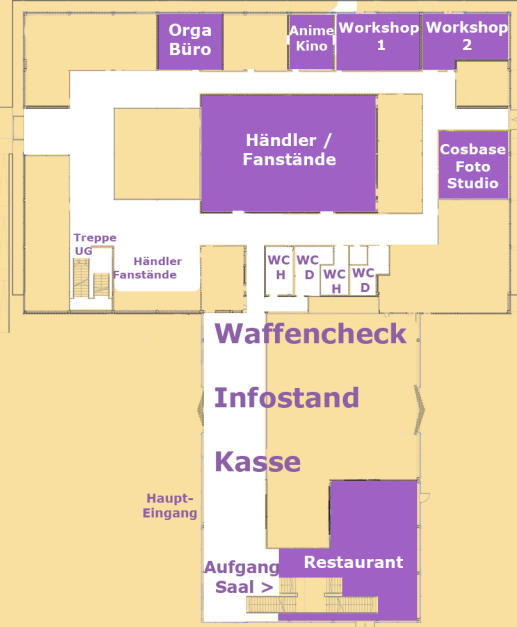 Orga
Büro
Anime
Kino
Workshop
1
Workshop
2
Händler /
Fanstände
Cosbase
Foto
Studio
Treppe
UG
Händler
Fanstände
WC
H
WC
D
WC
H
WC
D
Waffencheck
Infostand
Kasse
Haupt-
Eingang
Restaurant
Aufgang
Saal >